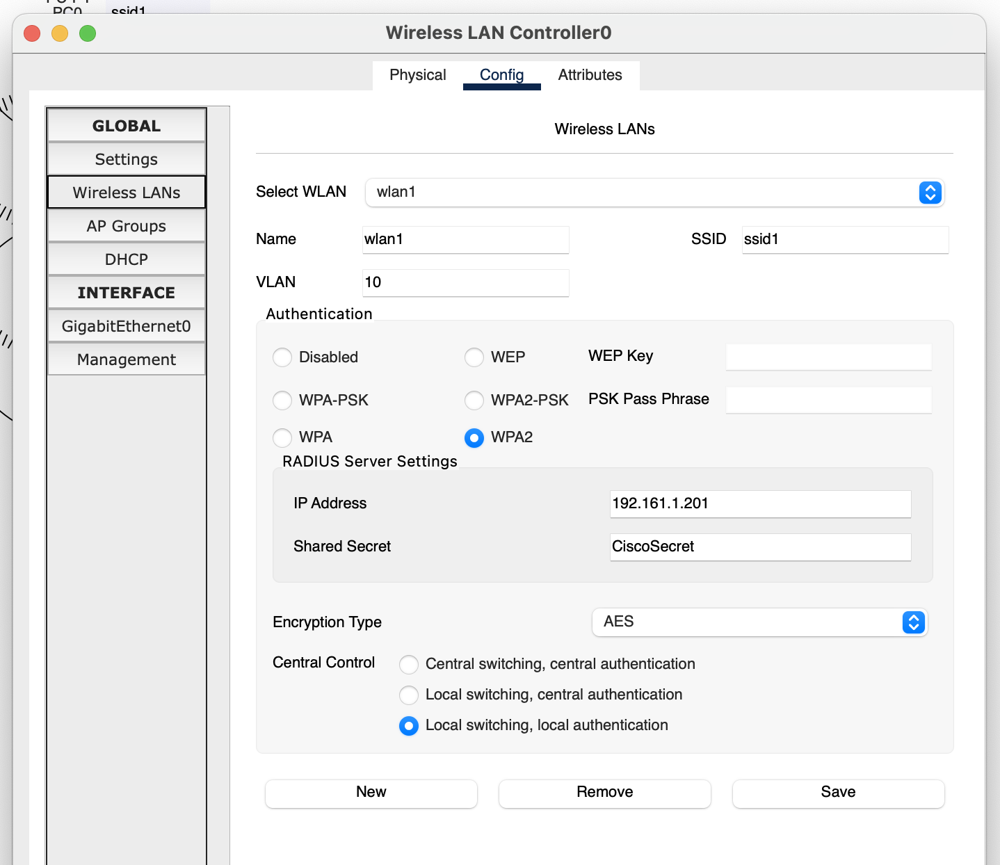 PC0 ssid1
Wireless LAN Controller0
Physical Config Attributes
GLOBAL
Settings
Wireless LANs
AP Groups
DHCP
INTERFACE
GigabitEthernet0
Management
Wireless LANs
Select WLAN wlan1
Name wlan1 SSID ssid1
VLAN 10
Authentication
Disabled WEP WEP Key
WPA-PSK WPA2-PSK PSK Pass Phrase
WPA WPA2
RADIUS Server Settings
IP Address 192.161.1.201
Shared Secret CiscoSecret
Encryption Type AES
Central Control Central switching, central authentication
Local switching, central authentication
Local switching, local authentication
New Remove Save